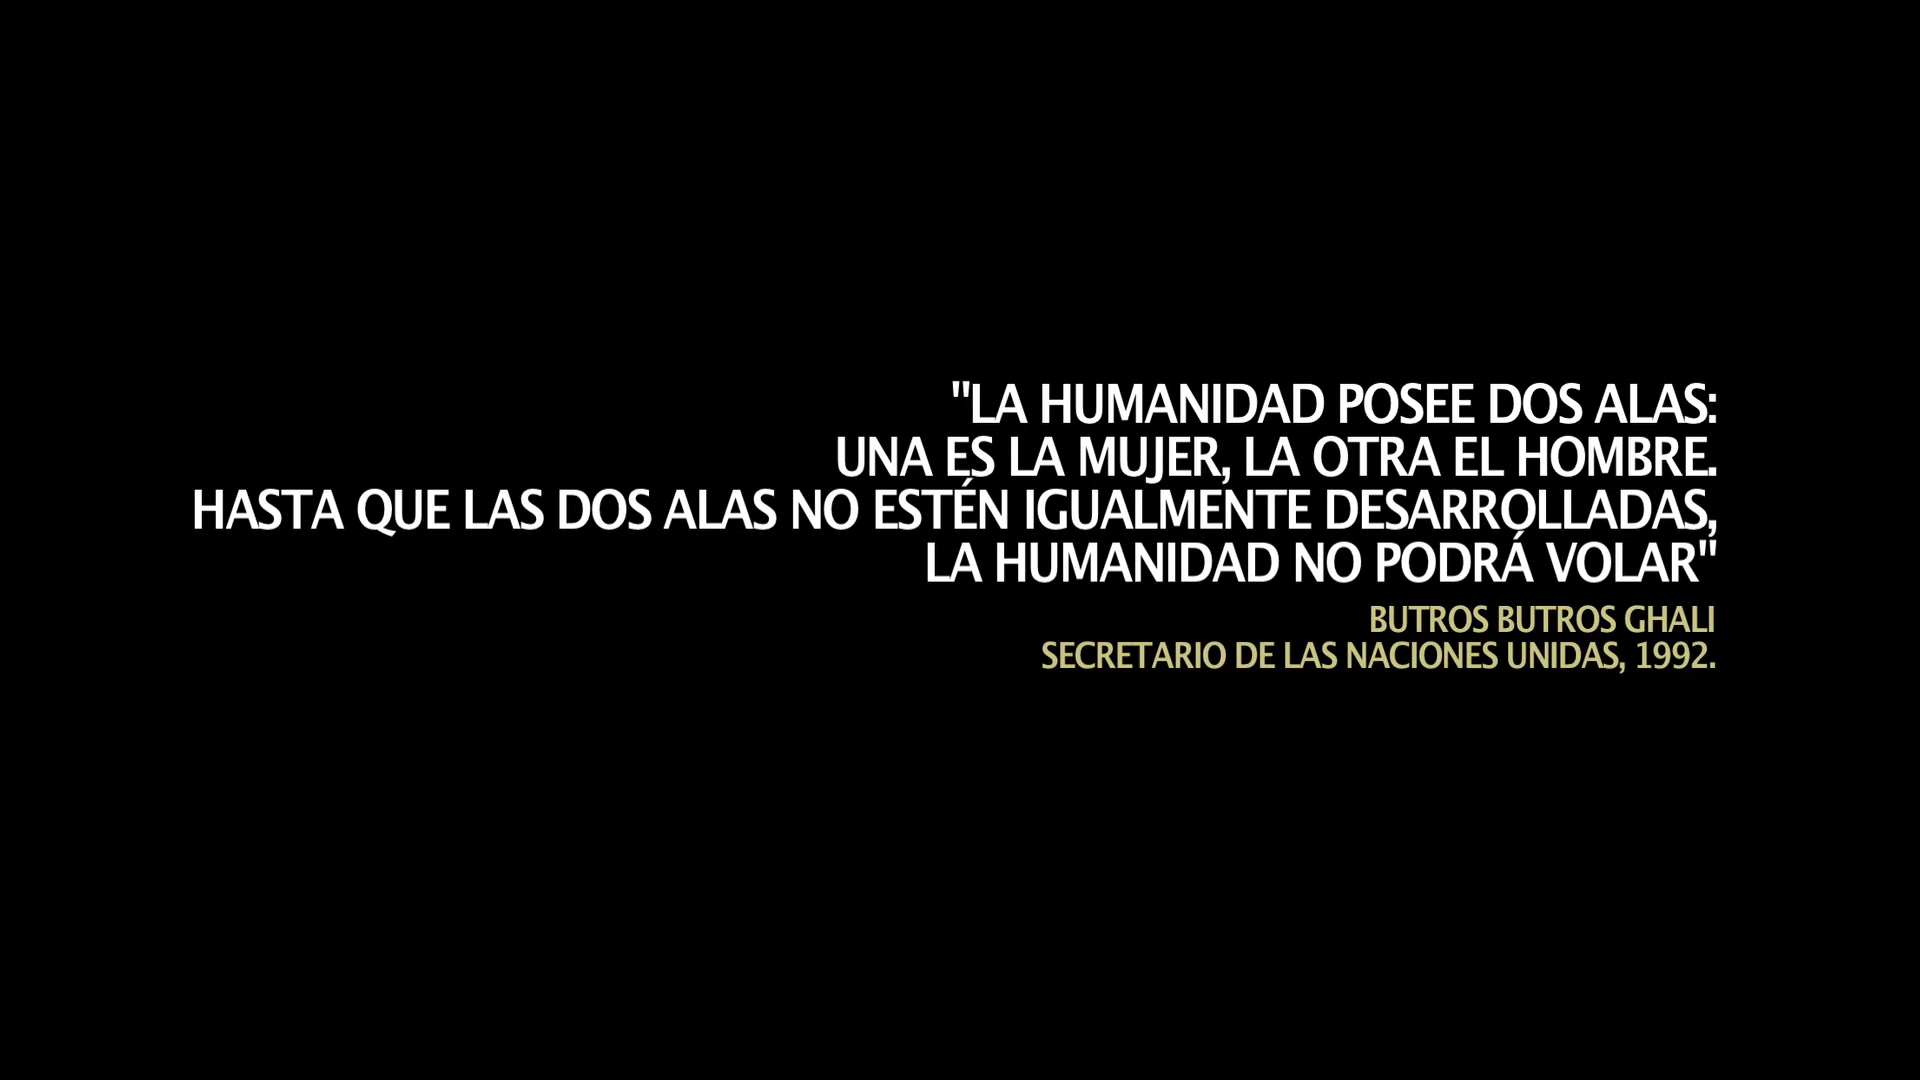 "LA HUMANIDAD POSEE DOS ALAS:
UNA ES LA MUJER, LA OTRA EL HOMBRE.
HASTA QUE LAS DOS ALAS NO ESTÉN IGUALMENTE DESARROLLADAS,
LA HUMANIDAD NO PODRÁ VOLAR"
BUTROS BUTROS GHALI
SECRETARIO DE LAS NACIONES UNIDAS, 1992.